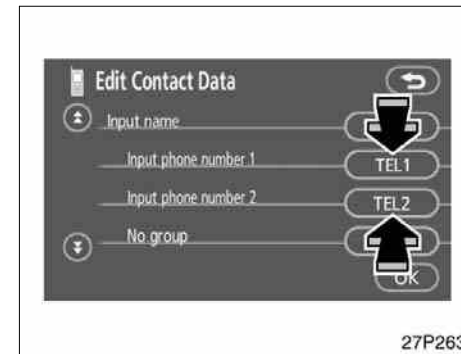 Edit Contact Data
Input name
Input phone number 1
TEL1
Input phone number 2
TEL2
No group
OK
27P263